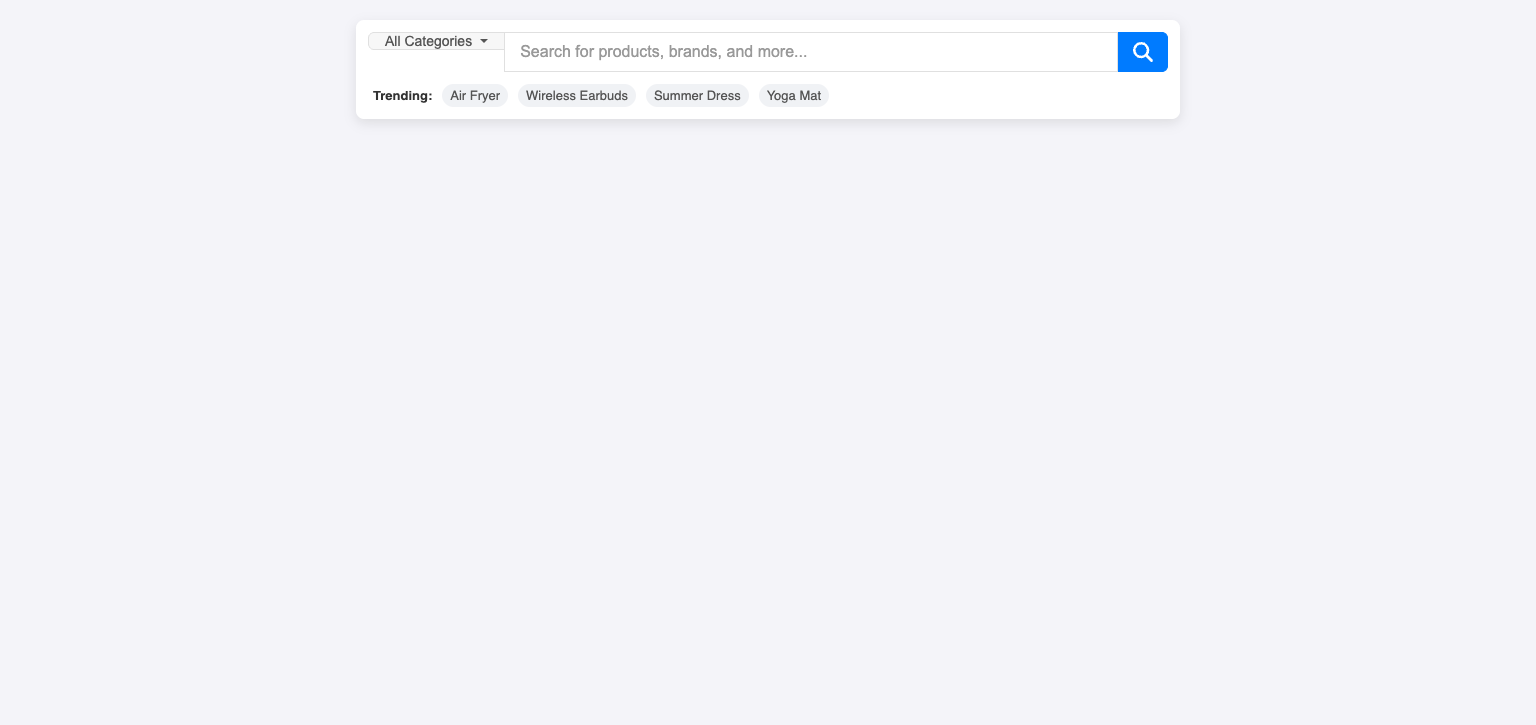 All Categories
Search for products, brands, and more...
Trending: Air Fryer Wireless Earbuds Summer Dress Yoga Mat